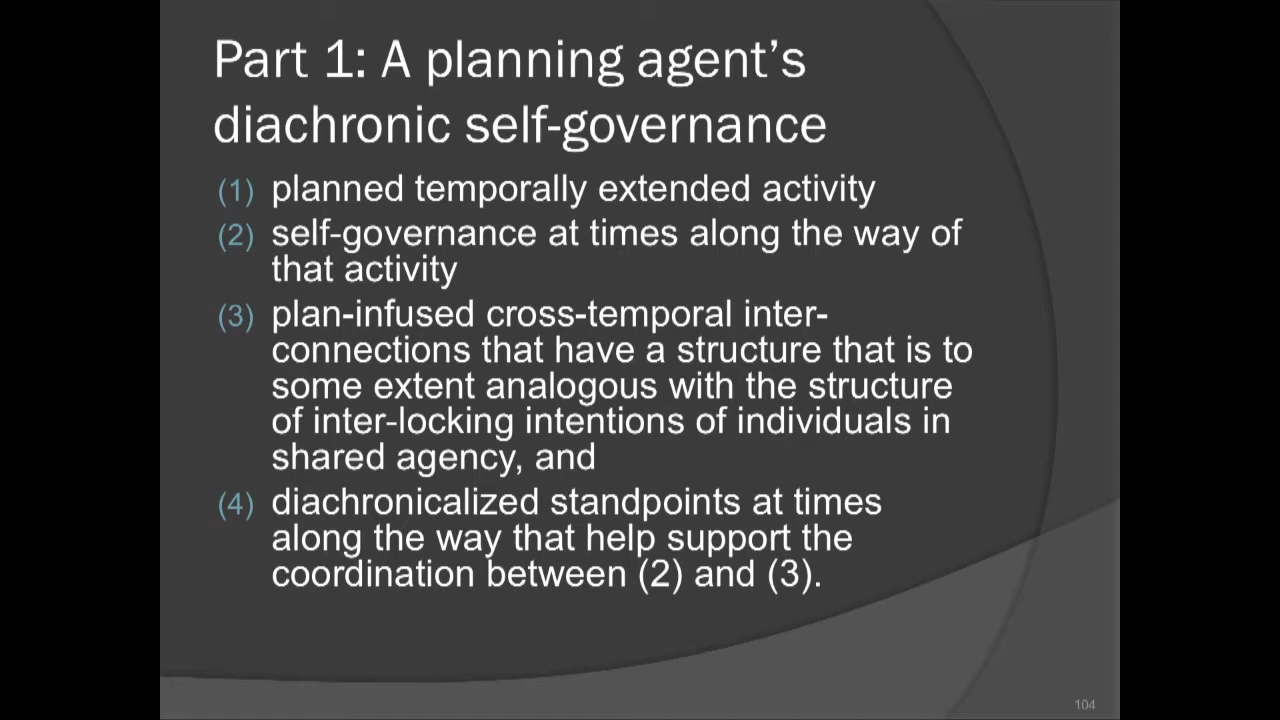 Part 1: A planning agent’s
diachronic self-governance
(1) planned temporally extended activity
(2) self-governance at times along the way of
that activity
(3) plan-infused cross-temporal inter-
connections that have a structure that is to
some extent analogous with the structure
of inter-locking intentions of individuals in
shared agency, and
(4) diachronicalized standpoints at times
along the way that help support the
coordination between (2) and (3).
104